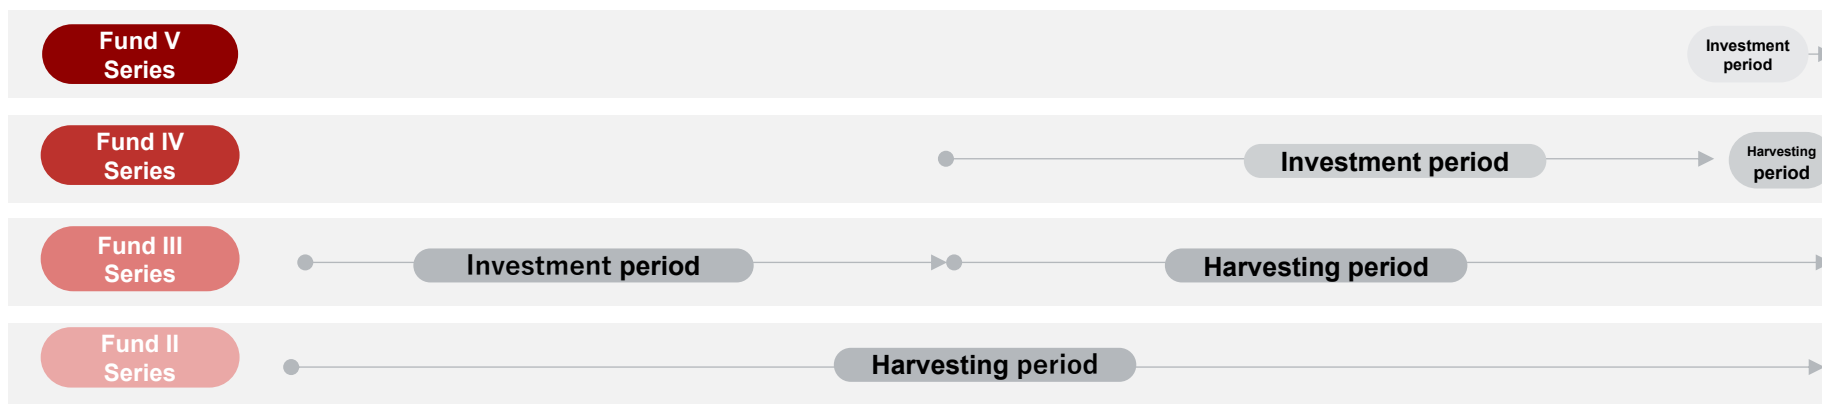 Fund V
Series
Investment
period
Fund IV
Series
Investment period
Harvesting
period
Fund III
Series
Investment period
Harvesting period
Fund II
Series
Harvesting period